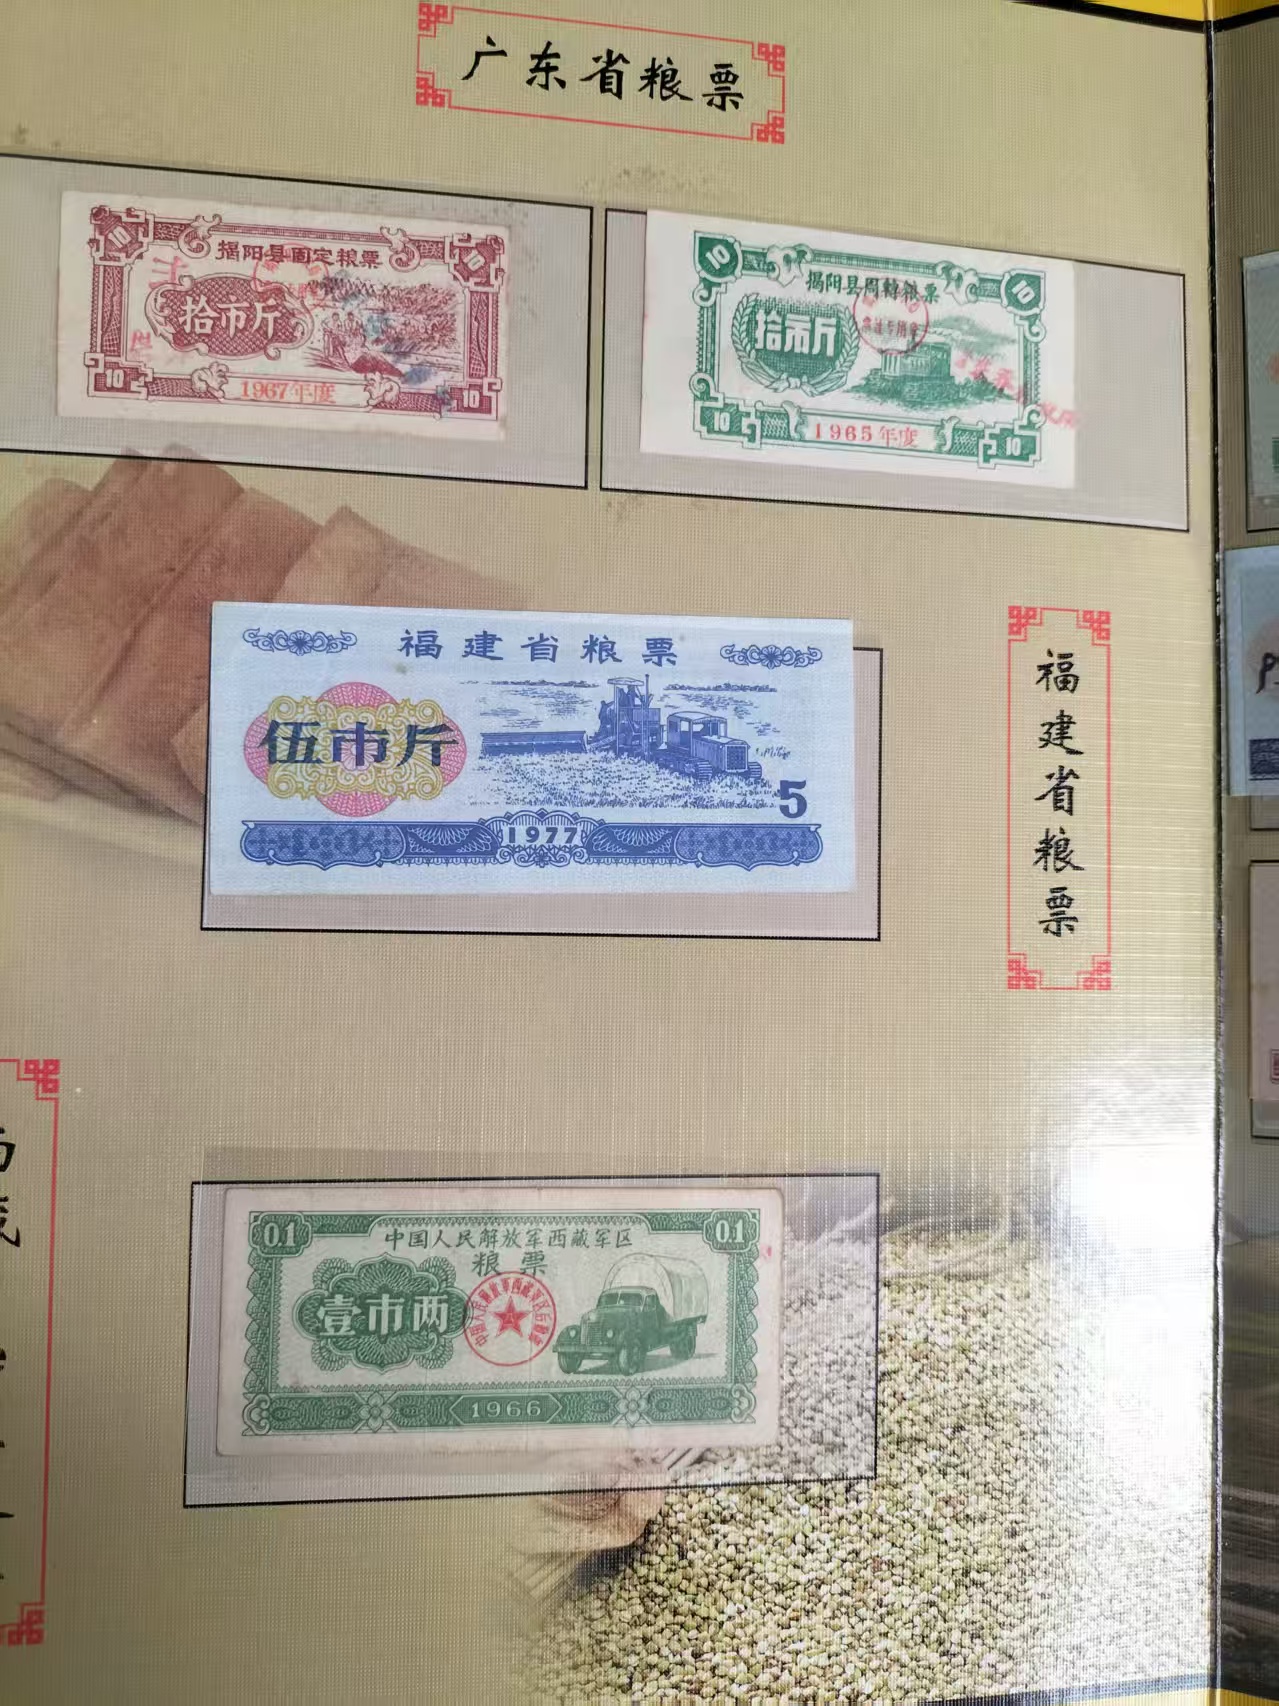 广东省粮票
揭阳县固定粮票
拾市斤
1967年度
10
10
10
10
揭阳县周轉粮票
拾市斤
1965年度
10
10
福建省粮票
伍市斤
5
1977
福建省粮票
0.1
0.1
中国人民解放军西藏军区
粮票
壹市两
1966